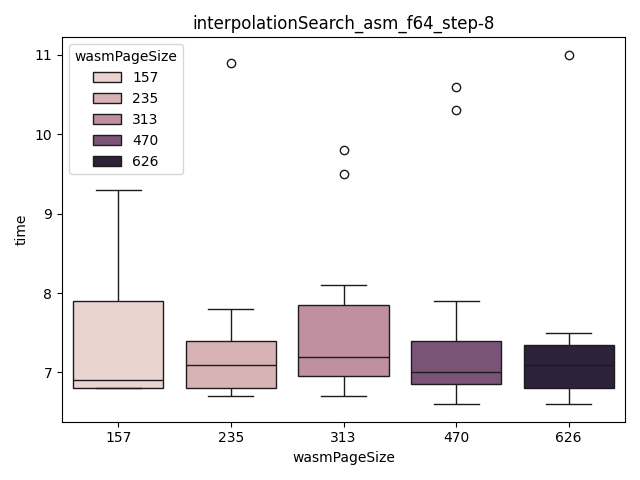 interpolationSearch_asm_f64_step-8
wasmPageSize
157
235
313
470
626
11
10
9
8
7
time
157 235 313 470 626
wasmPageSize